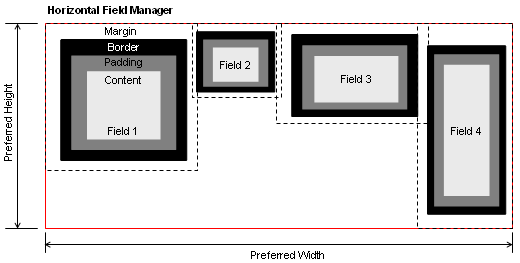 Horizontal Field Manager
Margin
Border
Padding
Content
Field 1
Field 2
Field 3
Field 4
Preferred Height
Preferred Width